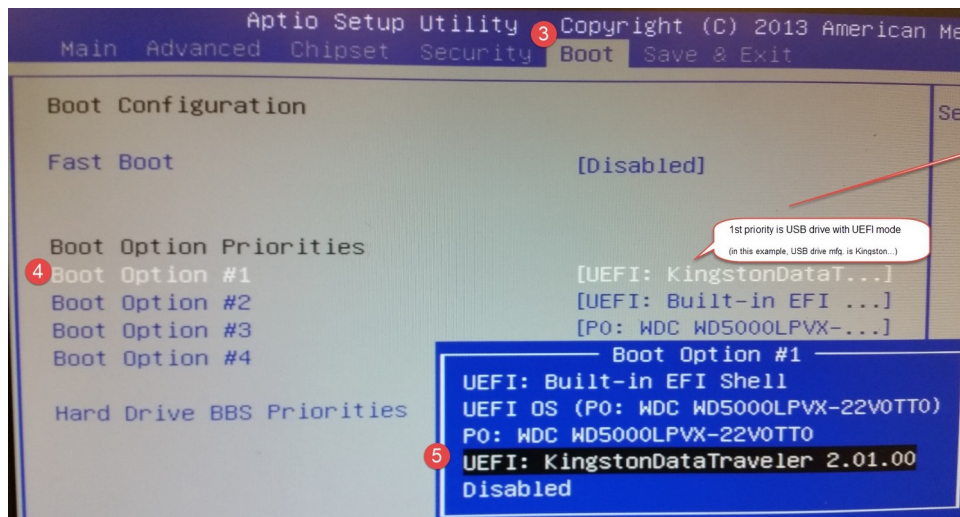 Aptio Setup Utility Copyright (C) 2013 American Me
3
Main Advanced Chipset Security Boot Save & Exit
Boot Configuration
Se
Fast Boot [Disabled]
1st priority is USB drive with UEFI mode
(in this example, USB drive mfg. is Kingston...)
Boot Option Priorities
4
Boot Option #1 [UEFI: KingstonDataT...]
Boot Option #2 [UEFI: Built-in EFI ...]
Boot Option #3 [P0: WDC WD5000LPVX-...]
Boot Option #4
Boot Option #1
UEFI: Built-in EFI Shell
Hard Drive BBS Priorities
UEFI OS (P0: WDC WD5000LPVX-22V0TT0)
P0: WDC WD5000LPVX-22V0TT0
5
UEFI: KingstonDataTraveler 2.01.00
Disabled